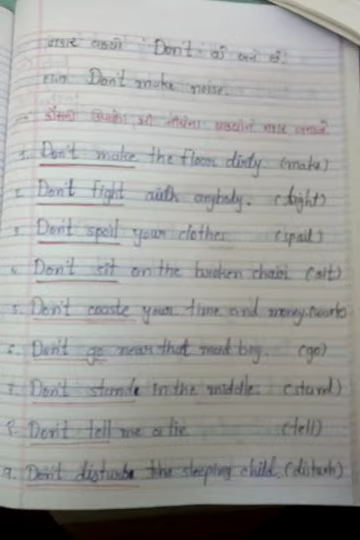 નકાર વાક્યો "Don't" થી બને છે.
દા.ત. Don't make noise.
કૌંસની
1. Don't make the floor dirty. (make)
2. Don't fight with anybody. (fight)
3. Don't spoil your clothes. (spoil)
4. Don't sit on the broken chair (sit)
5. Don't waste your time and money.
6. Don't go near that mad boy. (go)
7. Don't stand in the middle. (stand)
8. Don't tell me a lie (tell)
9. Don't disturb the sleeping child. (disturb)